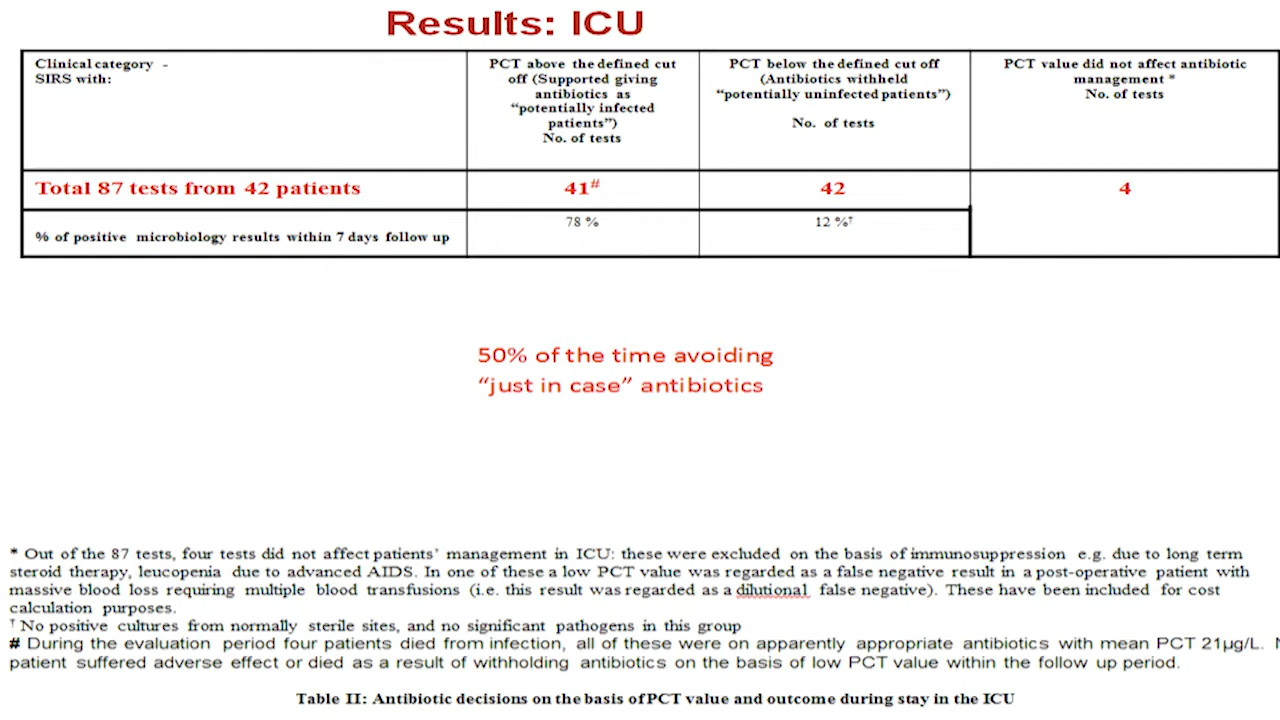 Results: ICU
Clinical category -
SIRS with:
PCT above the defined cut
off (Supported giving
antibiotics as
“potentially infected
patients”)
No. of tests
PCT below the defined cut off
(Antibiotics withheld
“potentially uninfected patients”)
No. of tests
PCT value did not affect antibiotic
management *
No. of tests
Total 87 tests from 42 patients
41#
42
4
% of positive microbiology results within 7 days follow up
78 %
12 %†
50% of the time avoiding
“just in case” antibiotics
* Out of the 87 tests, four tests did not affect patients’ management in ICU: these were excluded on the basis of immunosuppression e.g. due to long term
steroid therapy, leucopenia due to advanced AIDS. In one of these a low PCT value was regarded as a false negative result in a post-operative patient with
massive blood loss requiring multiple blood transfusions (i.e. this result was regarded as a dilutional false negative). These have been included for cost
calculation purposes.
† No positive cultures from normally sterile sites, and no significant pathogens in this group
# During the evaluation period four patients died from infection, all of these were on apparently appropriate antibiotics with mean PCT 21µg/L.
patient suffered adverse effect or died as a result of withholding antibiotics on the basis of low PCT value within the follow up period.
Table II: Antibiotic decisions on the basis of PCT value and outcome during stay in the ICU